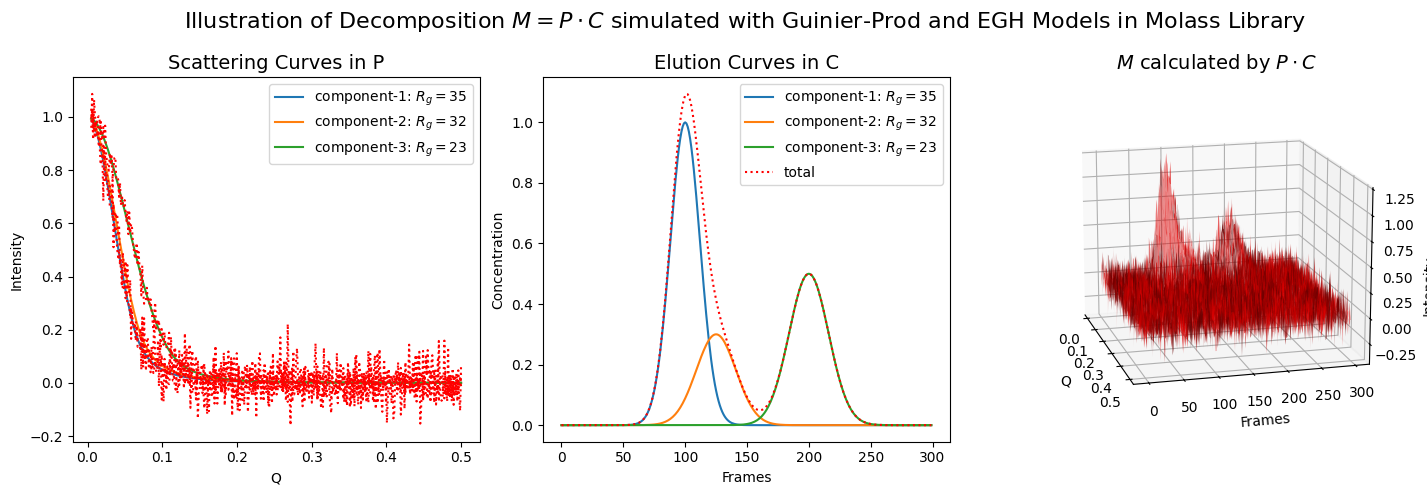 Illustration of Decomposition M = P · C simulated with Guinier-Prod and EGH Models in Molass Library
Scattering Curves in P
component-1: R_g = 35
component-2: R_g = 32
component-3: R_g = 23
1.0
0.8
0.6
0.4
0.2
0.0
−0.2
Intensity
0.0 0.1 0.2 0.3 0.4 0.5
Q
Elution Curves in C
component-1: R_g = 35
component-2: R_g = 32
component-3: R_g = 23
total
1.0
0.8
0.6
0.4
0.2
0.0
Concentration
0 50 100 150 200 250 300
Frames
M calculated by P · C
1.25
1.00
0.75
0.50
0.25
0.00
−0.25
0.0
0.1
0.2
0.3
0.4
0.5
Q
0 50 100 150 200 250 300
Frames